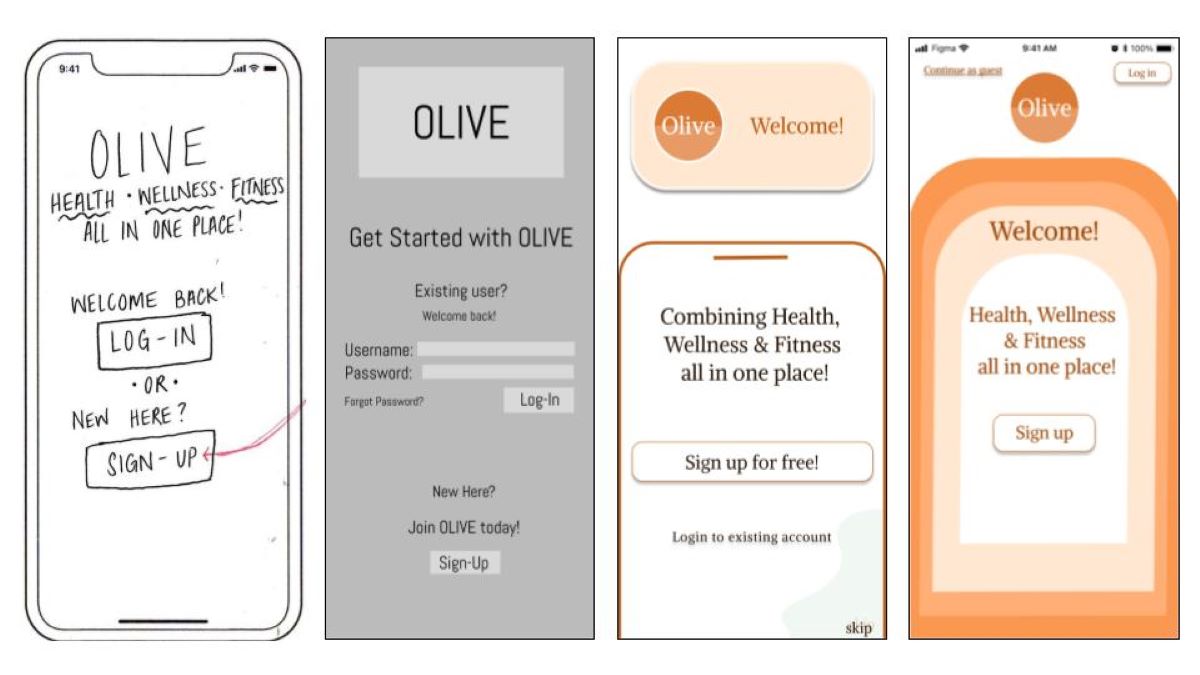 9:41
OLIVE
HEALTH · WELLNESS · FITNESS
ALL IN ONE PLACE!
WELCOME BACK!
LOG-IN
· OR ·
NEW HERE?
SIGN-UP
OLIVE
Get Started with OLIVE
Existing user?
Welcome back!
Username:
Password:
Forgot Password?
Log-In
New Here?
Join OLIVE today!
Sign-Up
Olive
Welcome!
Combining Health,
Wellness & Fitness
all in one place!
Sign up for free!
Login to existing account
skip
Figma
9:41 AM
100%
Continue as guest
Log in
Olive
Welcome!
Health, Wellness
& Fitness
all in one place!
Sign up